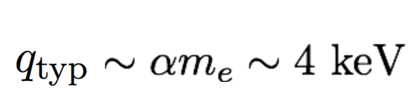 q_typ ∼ αm_e ∼ 4 keV